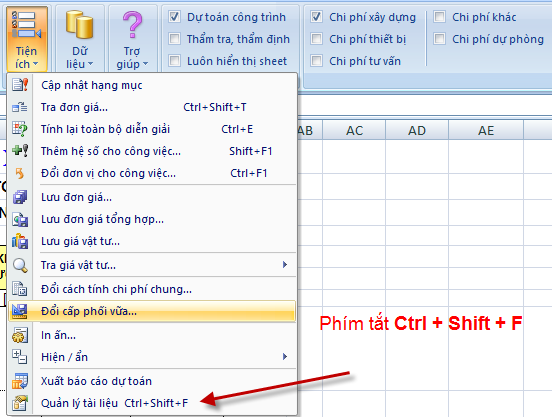 Tiện ích
Dữ liệu
Trợ giúp
Dự toán công trình
Thẩm tra, thẩm định
Luôn hiển thị sheet
Chi phí xây dựng
Chi phí thiết bị
Chi phí tư vấn
Chi phí khác
Chi phí dự phòng
AB AC AD AE
Cập nhật hạng mục
Tra đơn giá... Ctrl+Shift+T
Tính lại toàn bộ diễn giải Ctrl+E
Thêm hệ số cho công việc... Shift+F1
Đổi đơn vị cho công việc... Ctrl+F1
Lưu đơn giá...
Lưu đơn giá tổng hợp...
Lưu giá vật tư...
Tra giá vật tư...
Đổi cách tính chi phí chung...
Đổi cấp phối vữa...
In ấn...
Hiện / ẩn
Xuất báo cáo dự toán
Quản lý tài liệu Ctrl+Shift+F
Phím tắt Ctrl + Shift + F